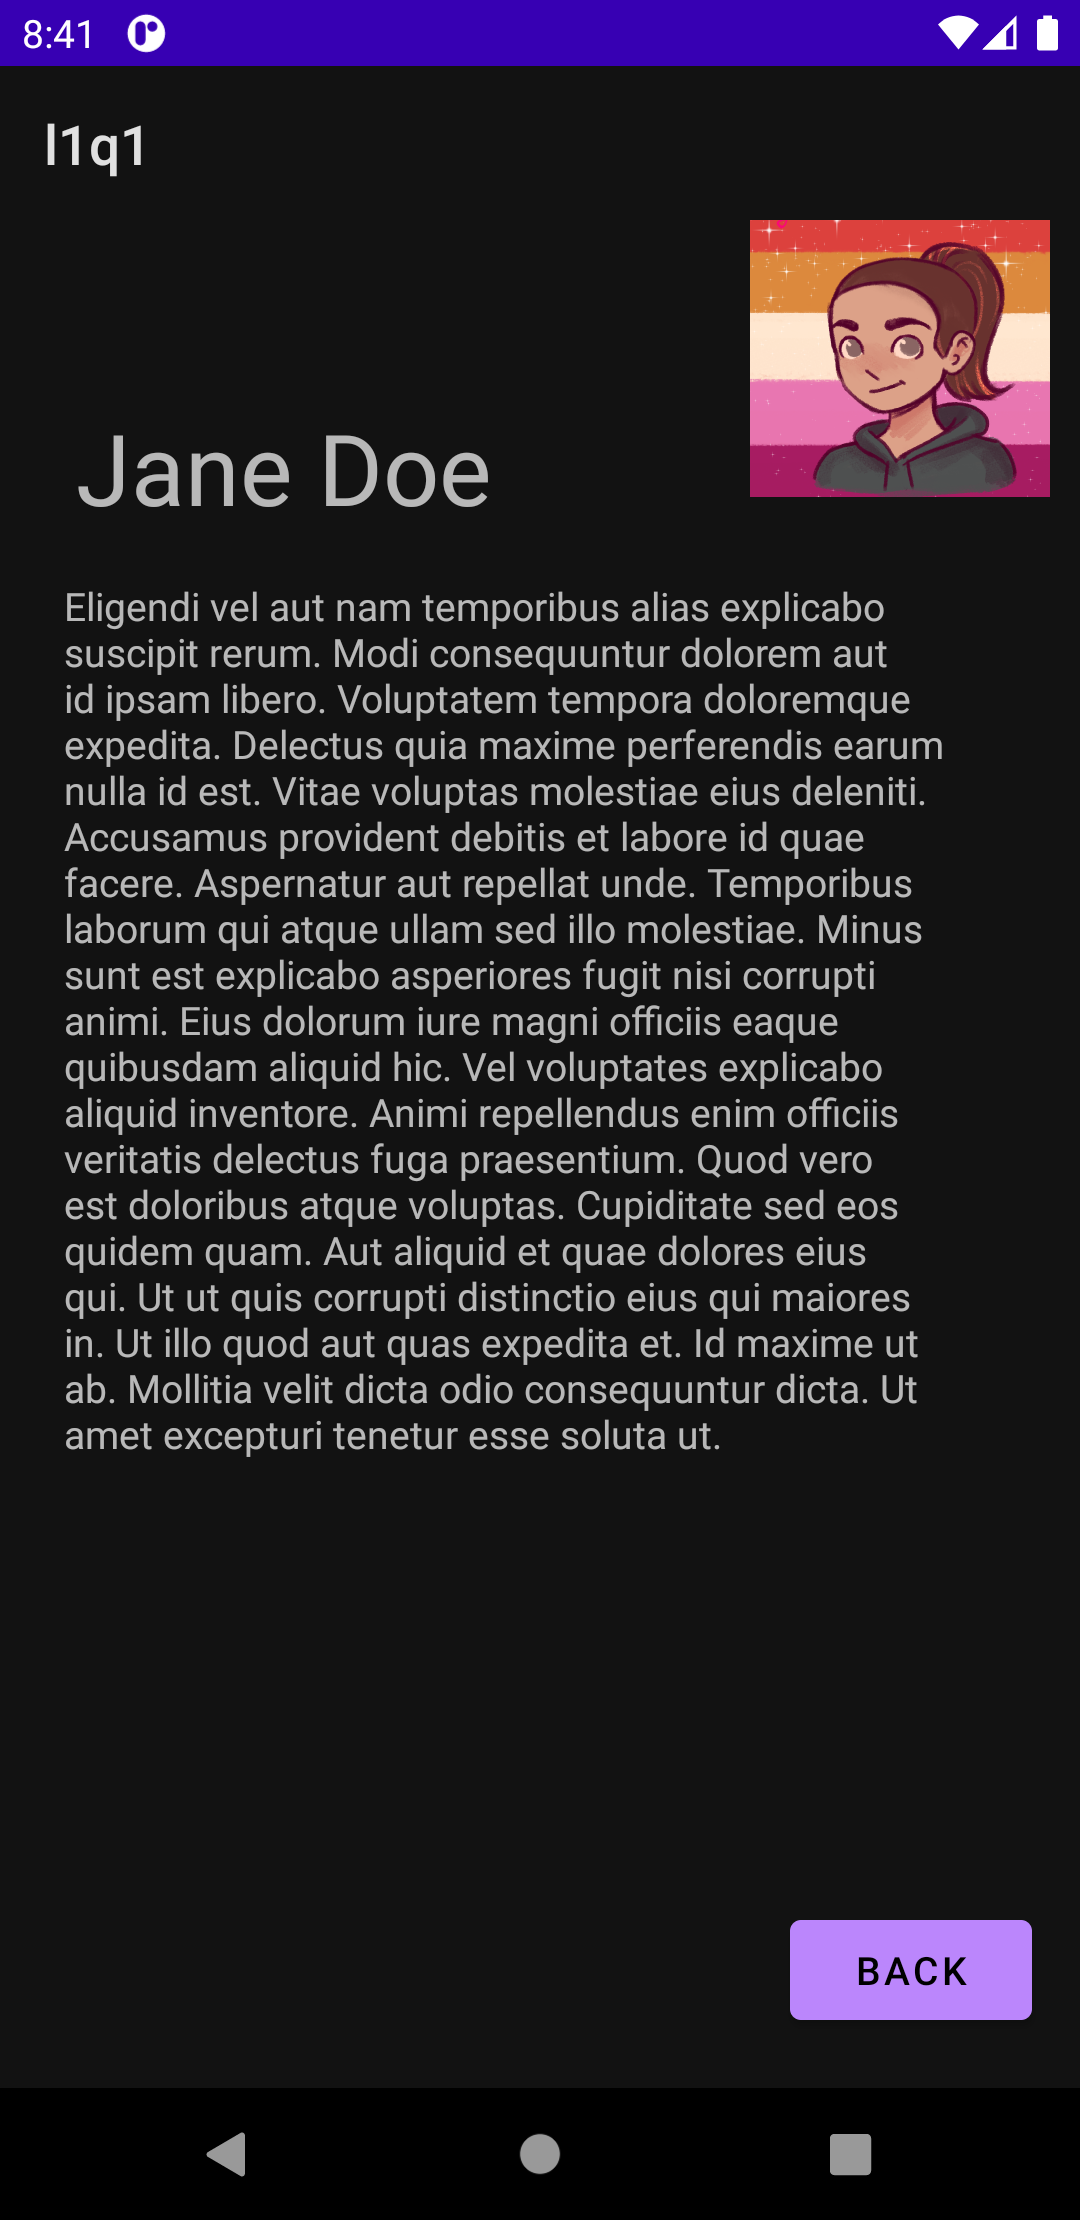 8:41
l1q1
Jane Doe
Eligendi vel aut nam temporibus alias explicabo
suscipit rerum. Modi consequuntur dolorem aut
id ipsam libero. Voluptatem tempora doloremque
expedita. Delectus quia maxime perferendis earum
nulla id est. Vitae voluptas molestiae eius deleniti.
Accusamus provident debitis et labore id quae
facere. Aspernatur aut repellat unde. Temporibus
laborum qui atque ullam sed illo molestiae. Minus
sunt est explicabo asperiores fugit nisi corrupti
animi. Eius dolorum iure magni officiis eaque
quibusdam aliquid hic. Vel voluptates explicabo
aliquid inventore. Animi repellendus enim officiis
veritatis delectus fuga praesentium. Quod vero
est doloribus atque voluptas. Cupiditate sed eos
quidem quam. Aut aliquid et quae dolores eius
qui. Ut ut quis corrupti distinctio eius qui maiores
in. Ut illo quod aut quas expedita et. Id maxime ut
ab. Mollitia velit dicta odio consequuntur dicta. Ut
amet excepturi tenetur esse soluta ut.
BACK